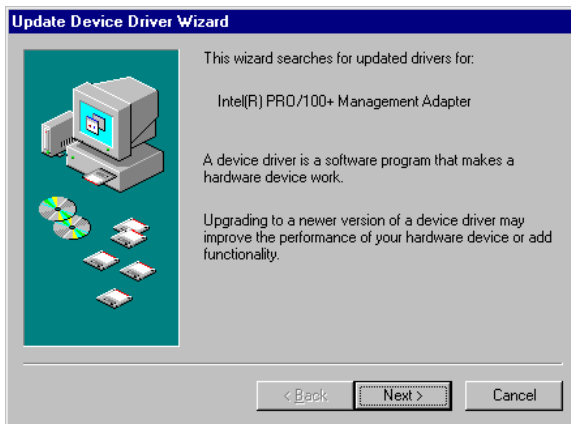 Update Device Driver Wizard
This wizard searches for updated drivers for:
Intel(R) PRO/100+ Management Adapter
A device driver is a software program that makes a
hardware device work.
Upgrading to a newer version of a device driver may
improve the performance of your hardware device or add
functionality.
< Back
Next >
Cancel